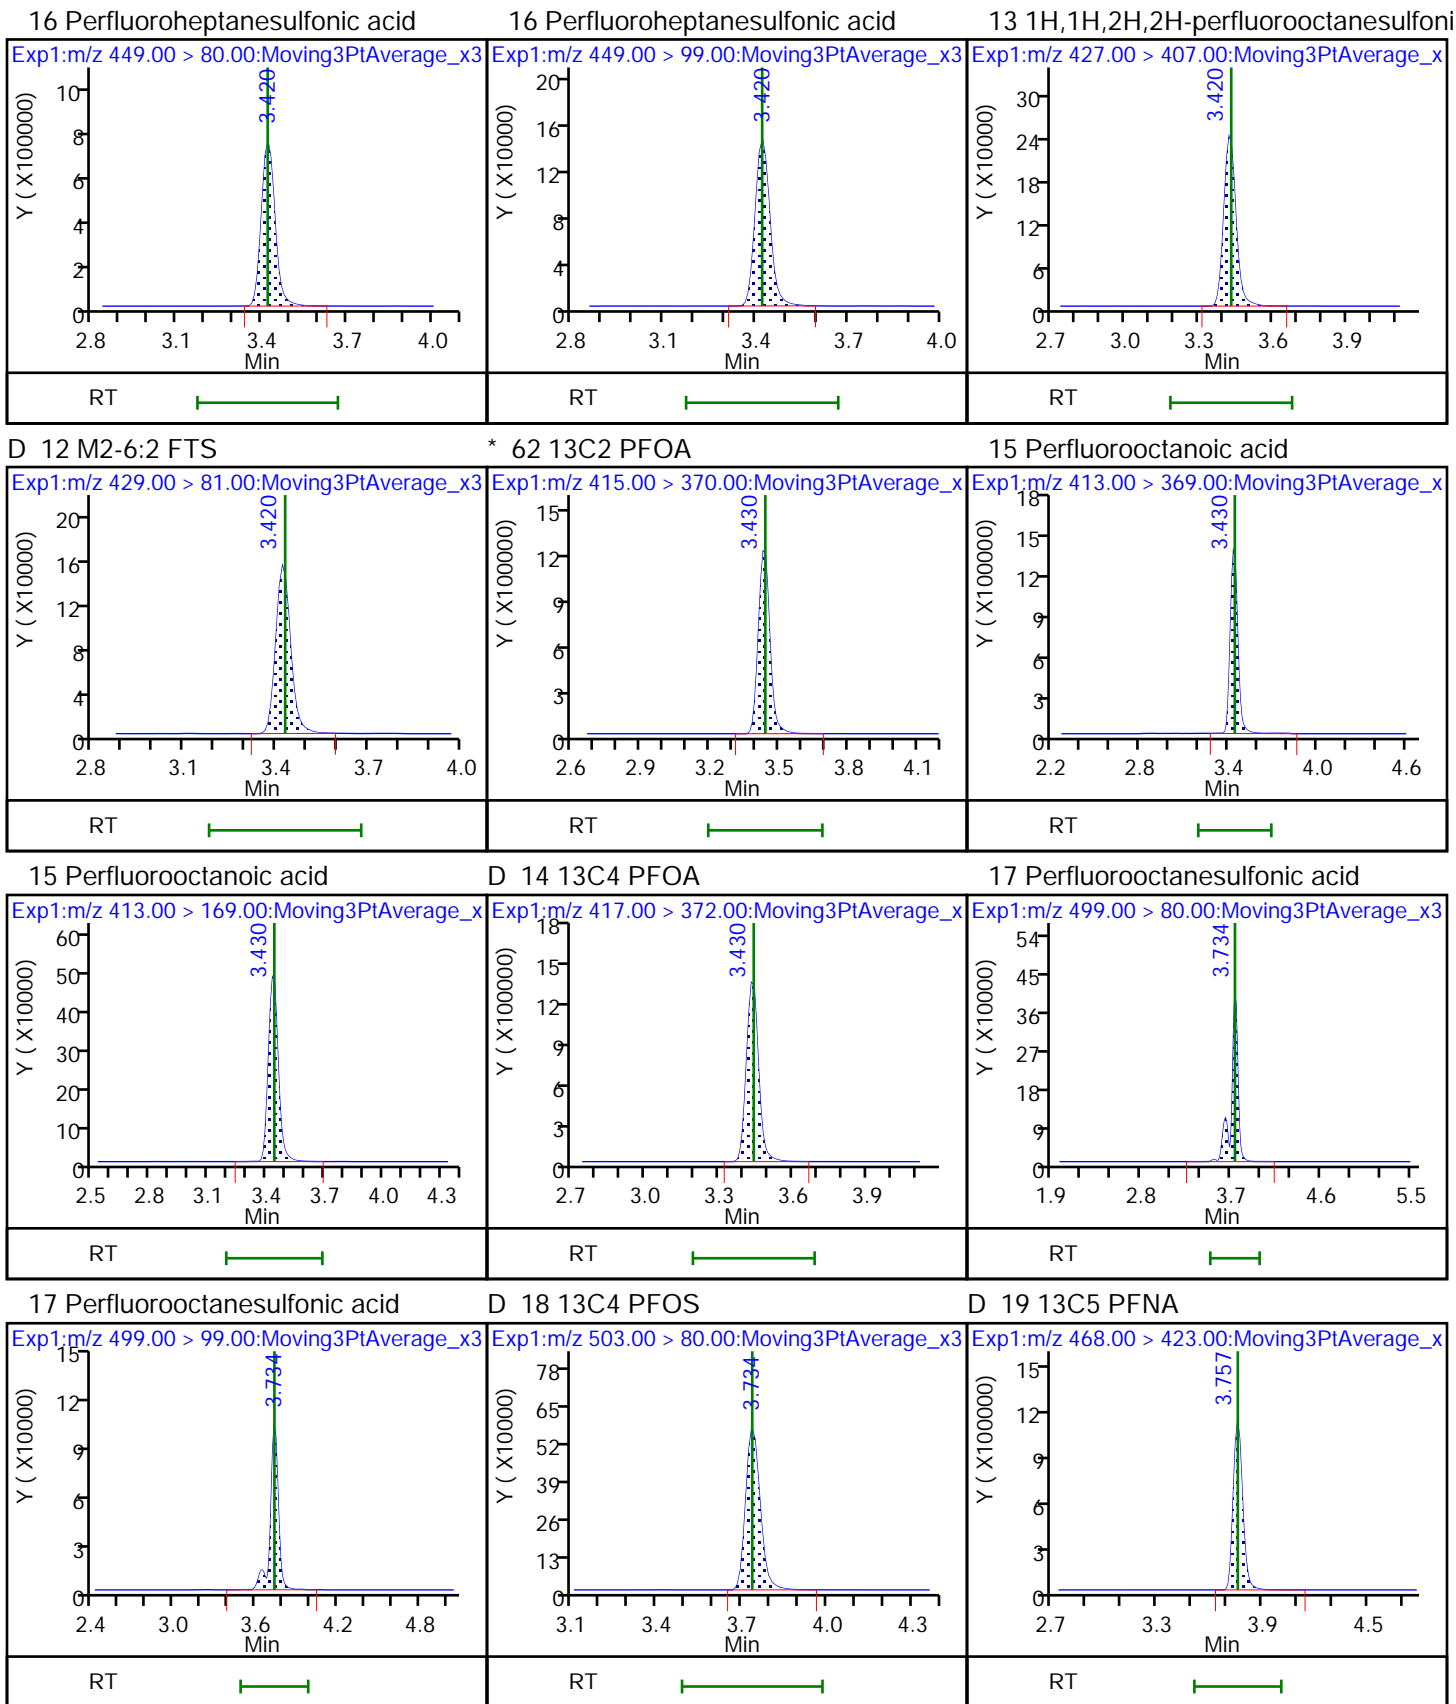 16 Perfluoroheptanesulfonic acid
Exp1:m/z 449.00 > 80.00:Moving3PtAverage_x3
3.420
Y ( X100000)
10
8
6
4
2
0
2.8 3.1 3.4 3.7 4.0
Min
RT
16 Perfluoroheptanesulfonic acid
Exp1:m/z 449.00 > 99.00:Moving3PtAverage_x3
3.420
Y ( X10000)
20
16
12
8
4
0
2.8 3.1 3.4 3.7 4.0
Min
RT
13 1H,1H,2H,2H-perfluorooctanesulfoni
Exp1:m/z 427.00 > 407.00:Moving3PtAverage_x
3.420
Y ( X10000)
30
24
18
12
6
0
2.7 3.0 3.3 3.6 3.9
Min
RT
D 12 M2-6:2 FTS
Exp1:m/z 429.00 > 81.00:Moving3PtAverage_x3
3.420
Y ( X10000)
20
16
12
8
4
0
2.8 3.1 3.4 3.7 4.0
Min
RT
* 62 13C2 PFOA
Exp1:m/z 415.00 > 370.00:Moving3PtAverage_x
3.430
Y ( X100000)
15
12
9
6
3
0
2.6 2.9 3.2 3.5 3.8 4.1
Min
RT
15 Perfluorooctanoic acid
Exp1:m/z 413.00 > 369.00:Moving3PtAverage_x
3.430
Y ( X100000)
18
15
12
9
6
3
0
2.2 2.8 3.4 4.0 4.6
Min
RT
15 Perfluorooctanoic acid
Exp1:m/z 413.00 > 169.00:Moving3PtAverage_x
3.430
Y ( X10000)
60
50
40
30
20
10
0
2.5 2.8 3.1 3.4 3.7 4.0 4.3
Min
RT
D 14 13C4 PFOA
Exp1:m/z 417.00 > 372.00:Moving3PtAverage_x
3.430
Y ( X100000)
18
15
12
9
6
3
0
2.7 3.0 3.3 3.6 3.9
Min
RT
17 Perfluorooctanesulfonic acid
Exp1:m/z 499.00 > 80.00:Moving3PtAverage_x3
3.734
Y ( X10000)
54
45
36
27
18
9
0
1.9 2.8 3.7 4.6 5.5
Min
RT
17 Perfluorooctanesulfonic acid
Exp1:m/z 499.00 > 99.00:Moving3PtAverage_x3
3.734
Y ( X10000)
15
12
9
6
3
0
2.4 3.0 3.6 4.2 4.8
Min
RT
D 18 13C4 PFOS
Exp1:m/z 503.00 > 80.00:Moving3PtAverage_x3
3.734
Y ( X10000)
78
65
52
39
26
13
0
3.1 3.4 3.7 4.0 4.3
Min
RT
D 19 13C5 PFNA
Exp1:m/z 468.00 > 423.00:Moving3PtAverage_x
3.757
Y ( X100000)
15
12
9
6
3
0
2.7 3.3 3.9 4.5
Min
RT